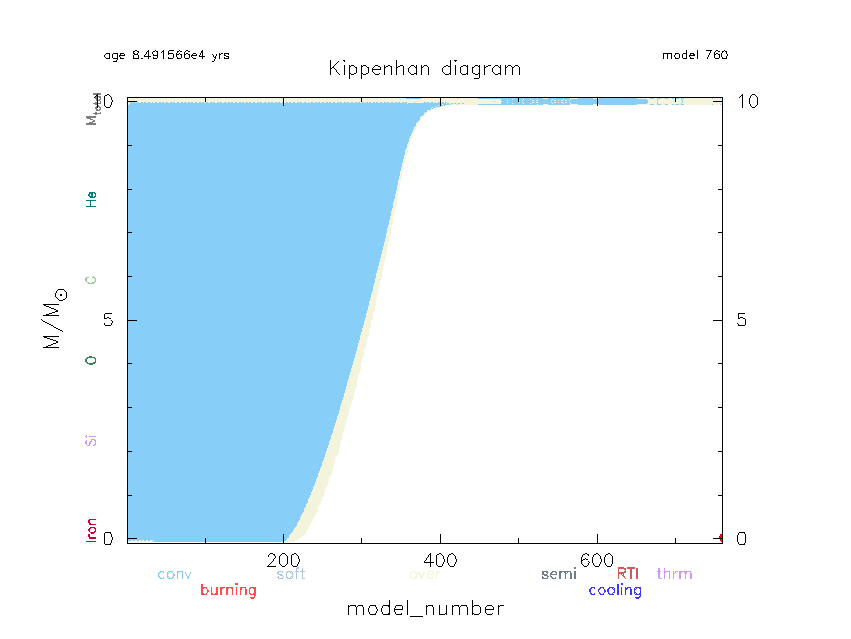 age 8.491566e4 yrs
model 760
Kippenhan diagram
M_total
10
10
He
C
M/M☉
5
5
O
Si
Iron
0
0
200
400
600
conv
soft
over
semi
RTI
thrm
burning
cooling
model_number